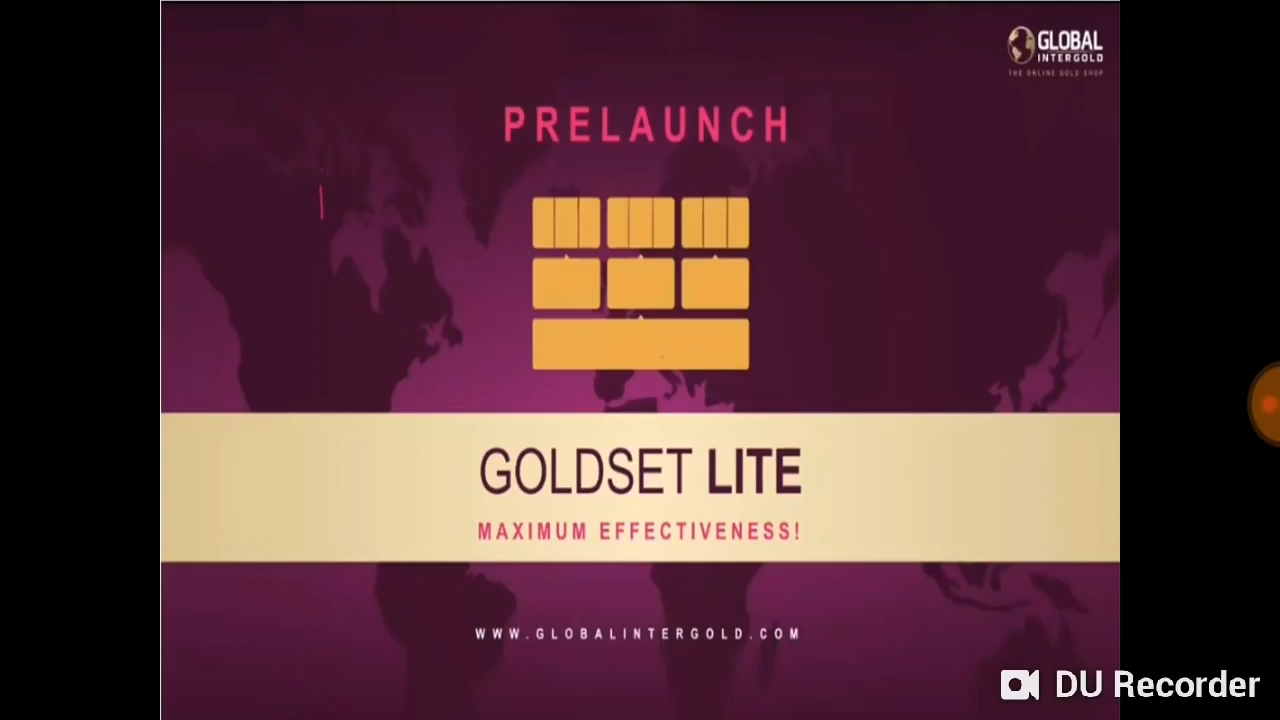 GLOBAL
INTERGOLD
THE ONLINE GOLD SHOP
PRELAUNCH
GOLDSET LITE
MAXIMUM EFFECTIVENESS!
WWW.GLOBALINTERGOLD.COM
DU Recorder